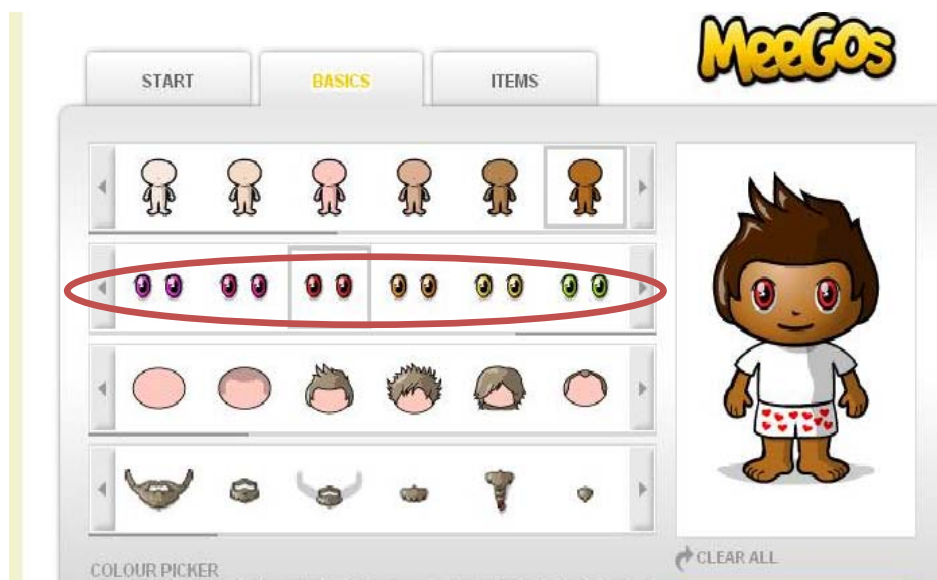 MeeGos
START BASICS ITEMS
CLEAR ALL
COLOUR PICKER